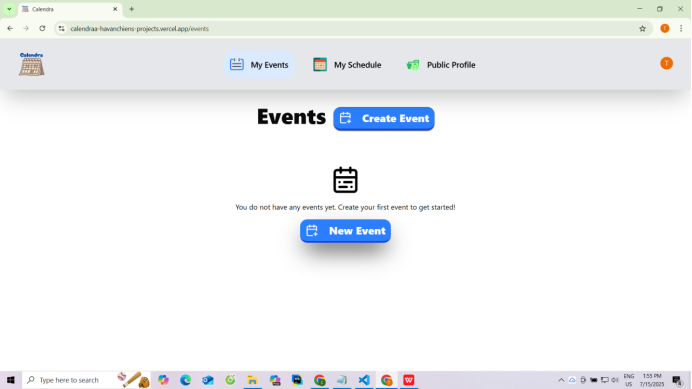 Calendra
calendraa-havanchiens-projects.vercel.app/events
T
Calendra
My Events
My Schedule
Public Profile
T
Events
Create Event
You do not have any events yet. Create your first event to get started!
New Event
Type here to search
ENG
US
1:55 PM
7/15/2025